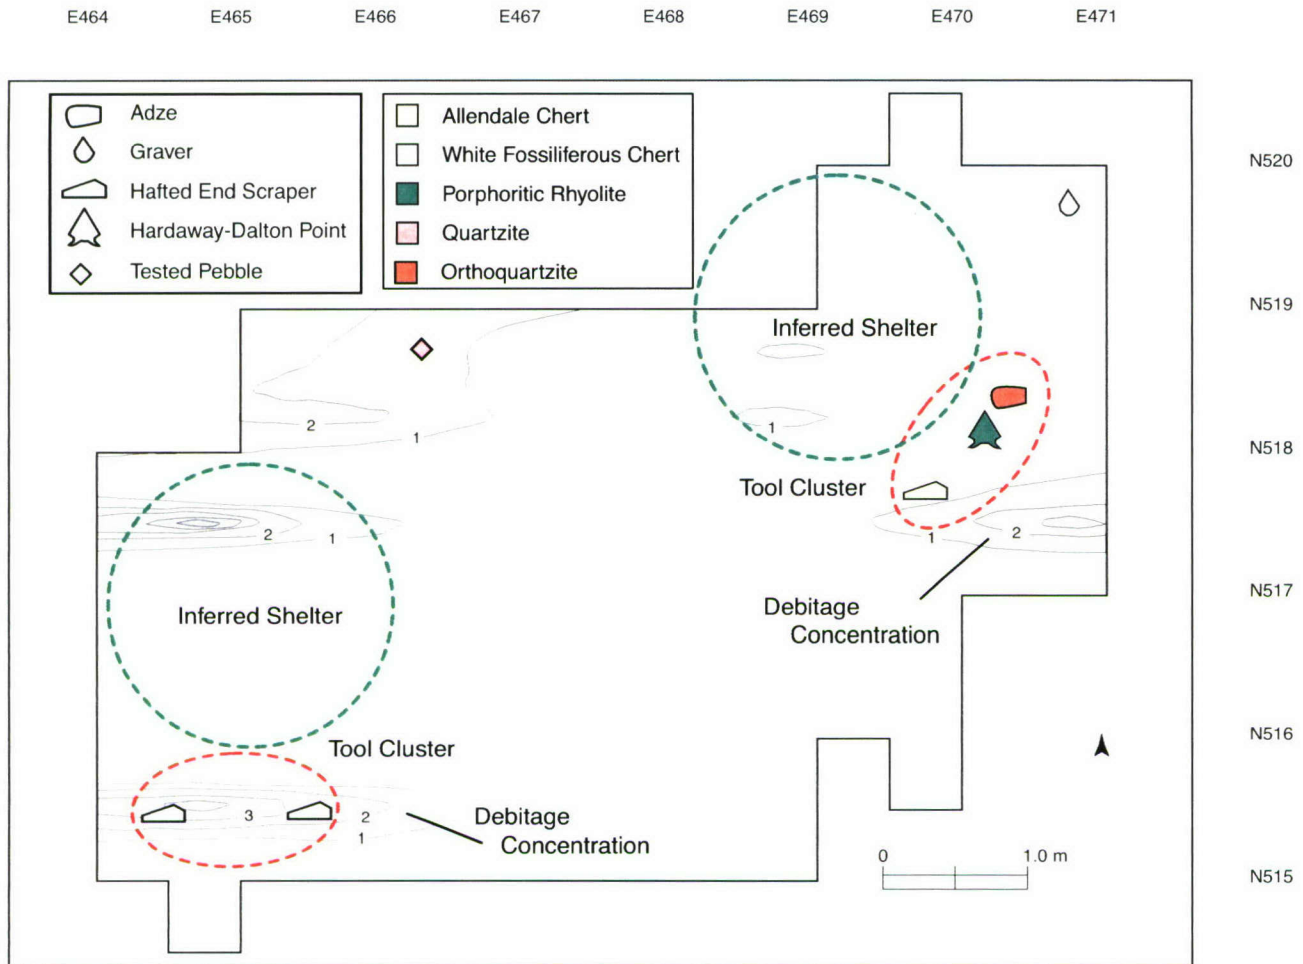 E464 E465 E466 E467 E468 E469 E470 E471
Adze
Graver
Hafted End Scraper
Hardaway-Dalton Point
Tested Pebble
Allendale Chert
White Fossiliferous Chert
Porphoritic Rhyolite
Quartzite
Orthoquartzite
N520
N519
Inferred Shelter
2
1
1
N518
Tool Cluster
2
1
1
2
N517
Inferred Shelter
Debitage
Concentration
N516
Tool Cluster
3
2
1
Debitage
Concentration
0 1.0 m
N515